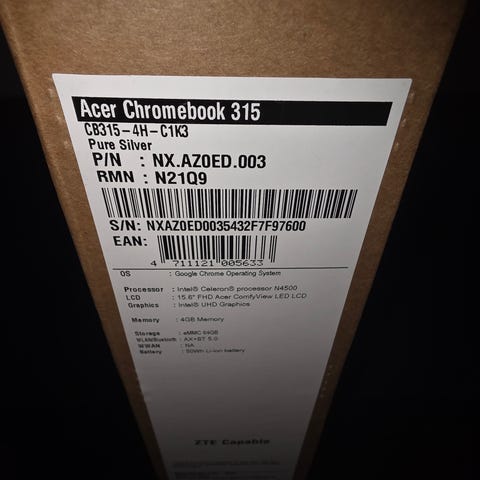 Acer Chromebook 315
CB315-4H-C1K3
Pure Silver
P/N : NX.AZ0ED.003
RMN : N21Q9
S/N: NXAZ0ED0035432F7F97600
EAN:
4 711121 005633
OS : Google Chrome Operating System
Processor : Intel® Celeron® processor N4500
LCD : 15.6" FHD Acer ComfyView LED LCD
Graphics : Intel® UHD Graphics
Memory : 4GB Memory
Storage : eMMC 64GB
WLAN/Bluetooth : AX+BT 5.0
WWAN : NA
Battery : 50Wh Li-ion battery
ZTE Capable